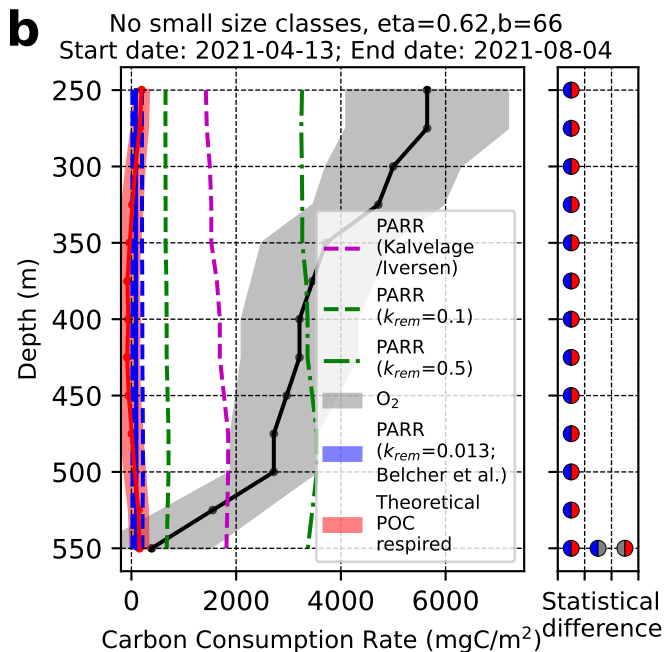 b
No small size classes, eta=0.62,b=66
Start date: 2021-04-13; End date: 2021-08-04
250
300
350
400
450
500
550
Depth (m)
PARR
(Kalvelage
/Iversen)
PARR
(k_rem=0.1)
PARR
(k_rem=0.5)
O₂
PARR
(k_rem=0.013;
Belcher et al.)
Theoretical
POC
respired
0 2000 4000 6000
Carbon Consumption Rate (mgC/m²)
Statistical
difference